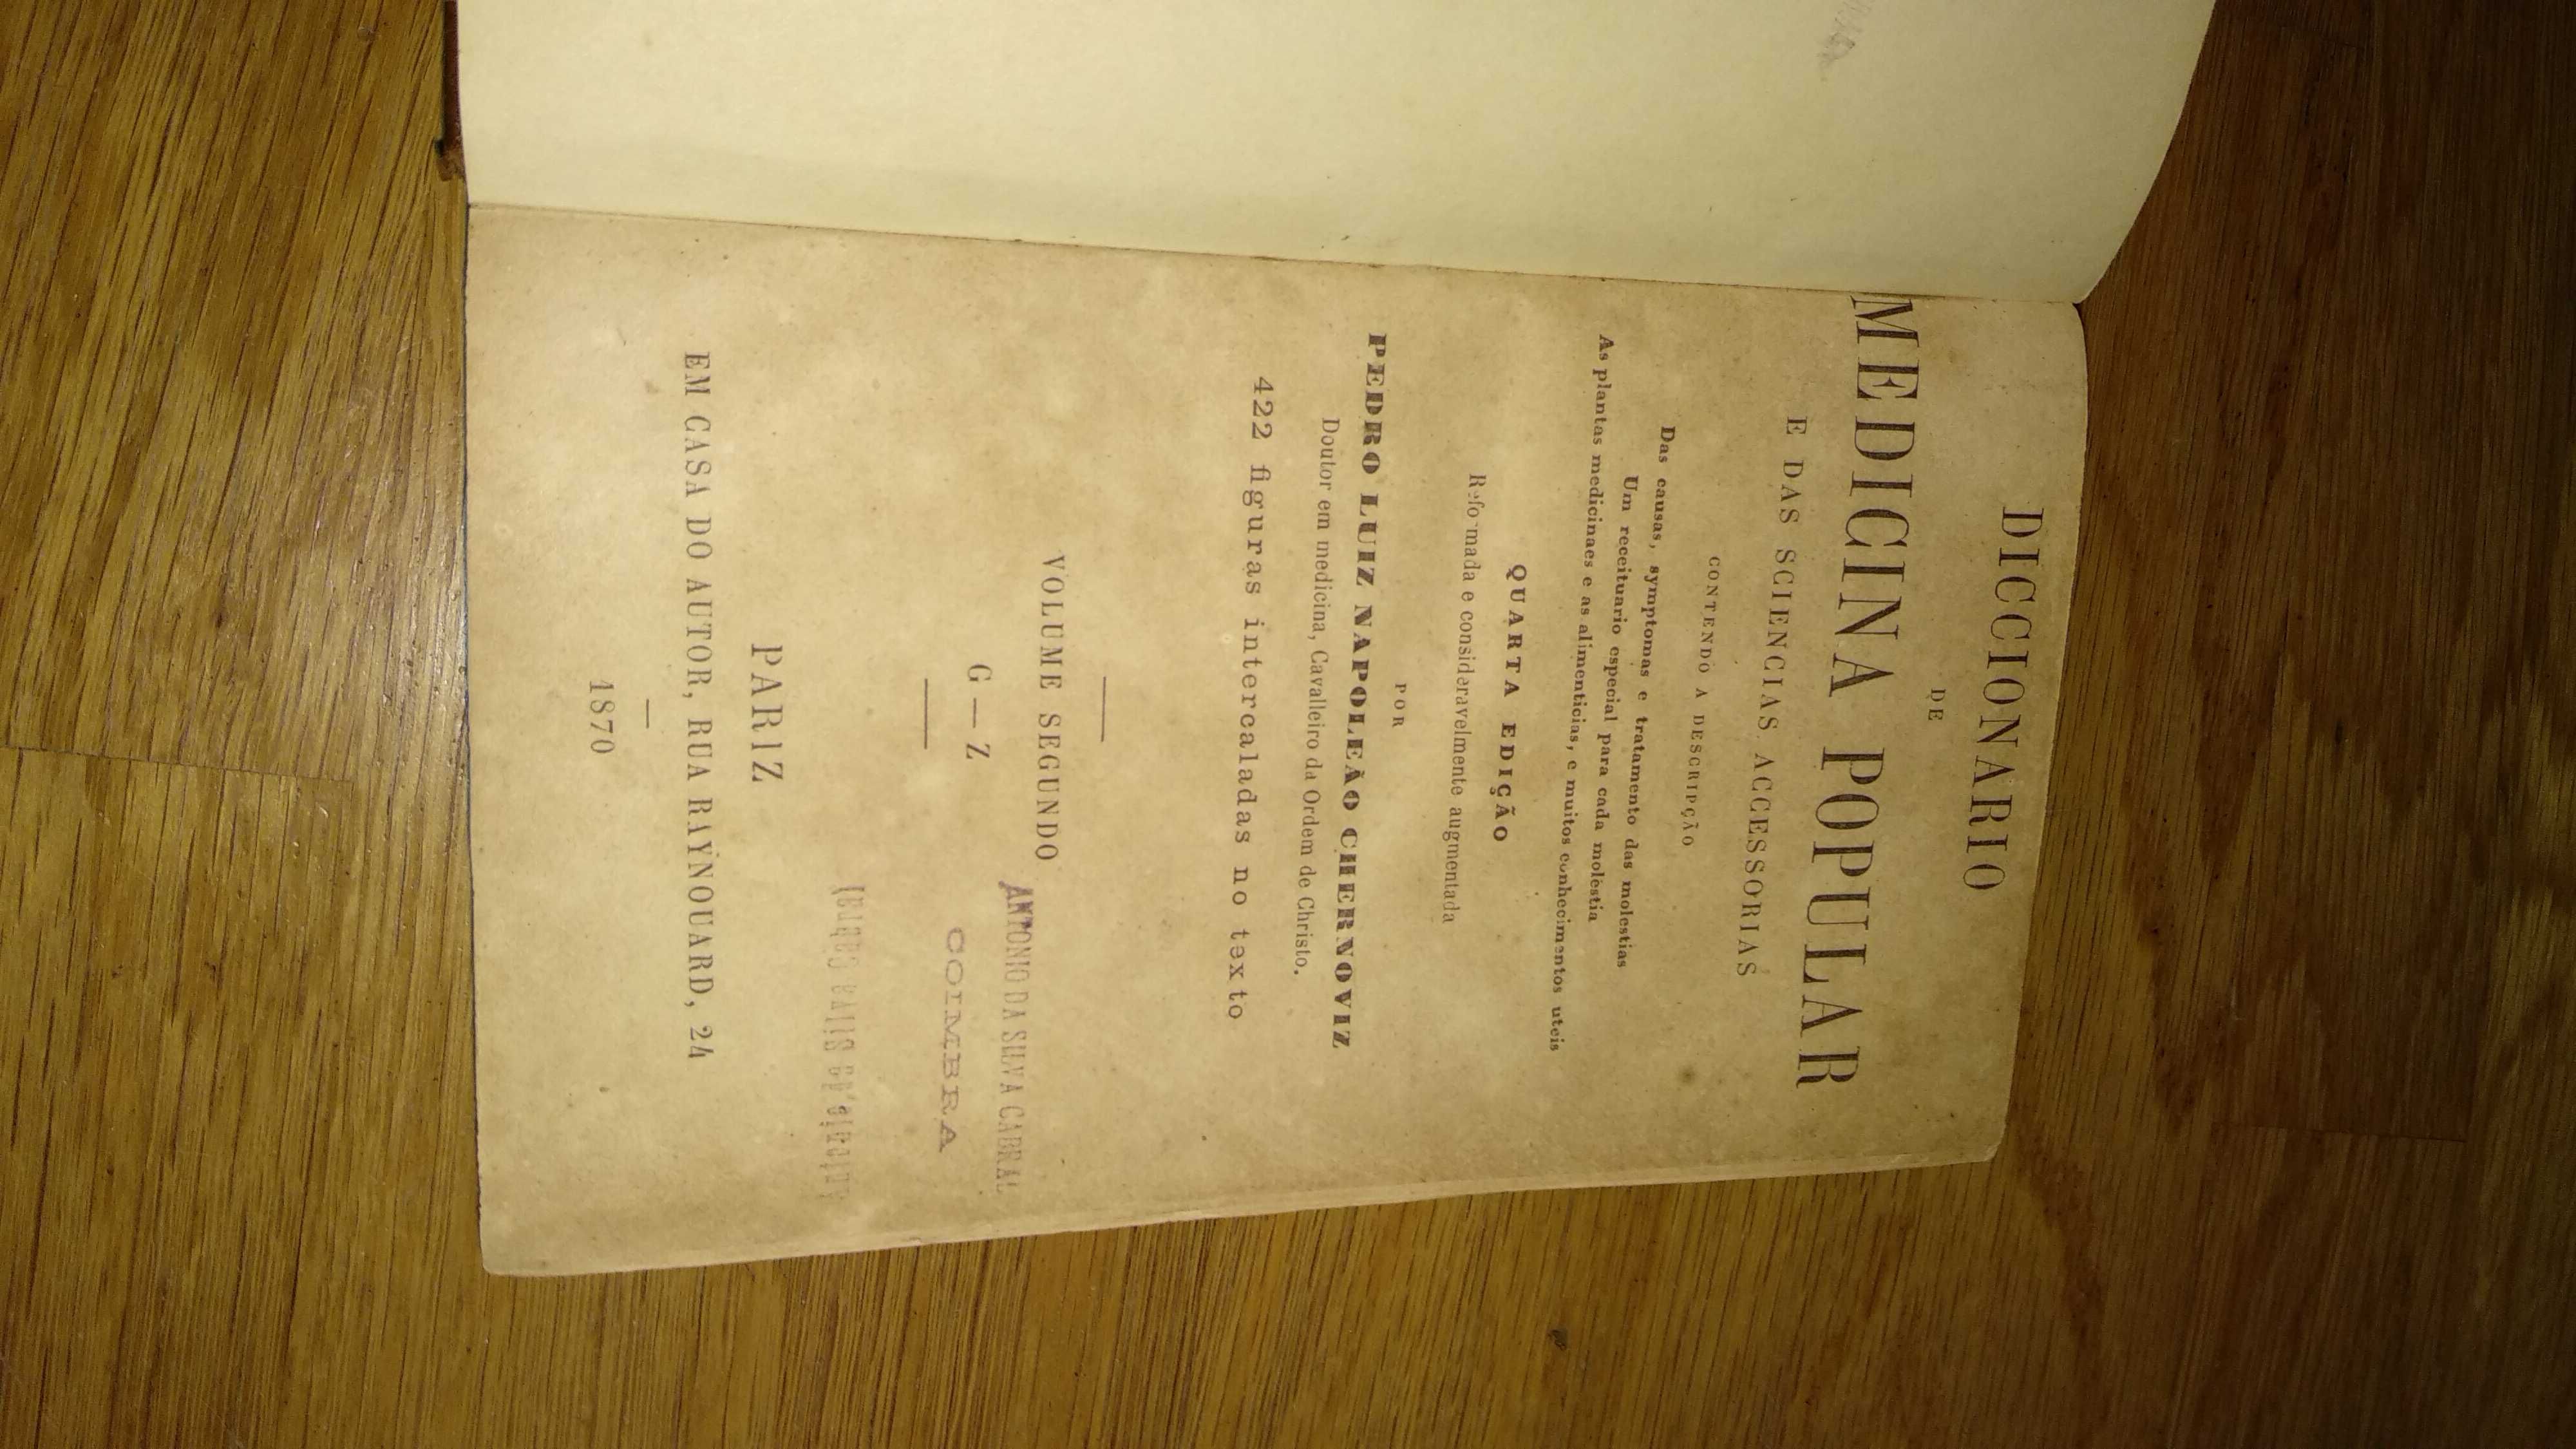 DICCIONARIO
DE
MEDICINA POPULAR
E DAS SCIENCIAS ACCESSORIAS
CONTENDO A DESCRIPÇÃO
Das causas, symptomas e tratamento das molestias
Um receituario especial para cada molestia
As plantas medicinaes e as alimenticias, e muitos conhecimentos uteis
QUARTA EDIÇÃO
Reformada e consideravelmente augmentada
POR
PEDRO LUIZ NAPOLEÃO CHERNOVIZ
Doutor em medicina, Cavalleiro da Ordem de Christo.
422 figuras intercaladas no texto
VOLUME SEGUNDO
G — Z
ANTONIO DA SILVA CABRAL
COIMBRA
PARIZ
EM CASA DO AUTOR, RUA RAYNOUARD, 24
1870